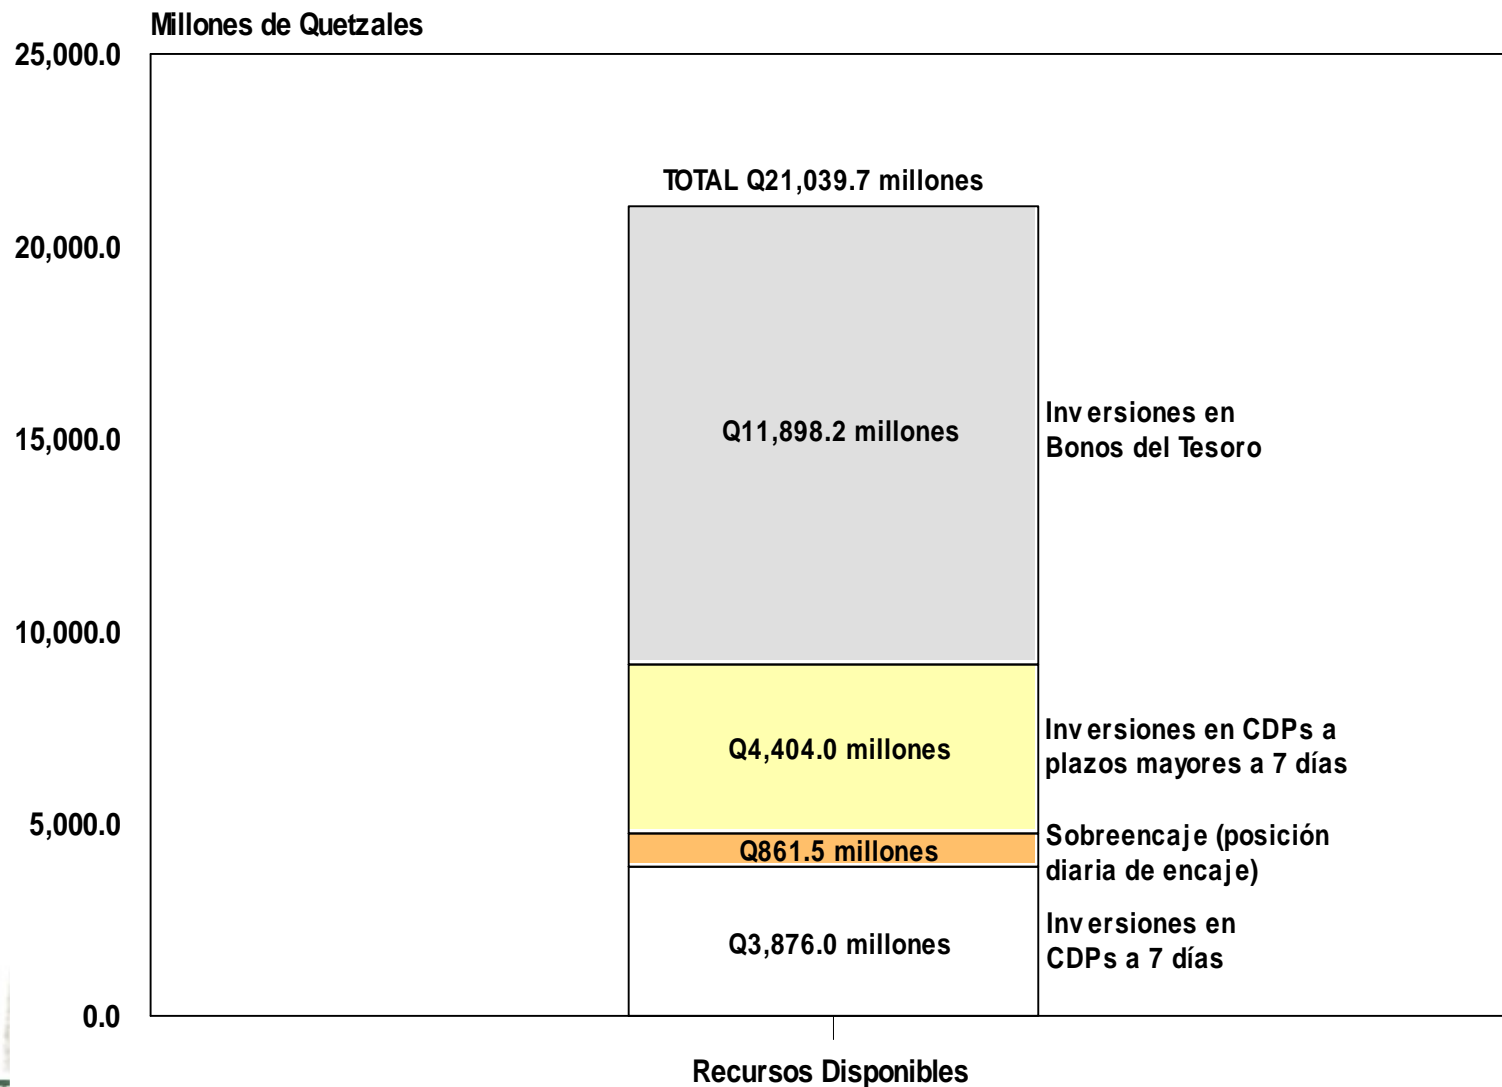 Millones de Quetzales
25,000.0
TOTAL Q21,039.7 millones
20,000.0
15,000.0
Q11,898.2 millones
Inversiones en
Bonos del Tesoro
10,000.0
Q4,404.0 millones
Inversiones en CDPs a
plazos mayores a 7 días
5,000.0
Q861.5 millones
Sobreencaje (posición
diaria de encaje)
Q3,876.0 millones
Inversiones en
CDPs a 7 días
0.0
Recursos Disponibles